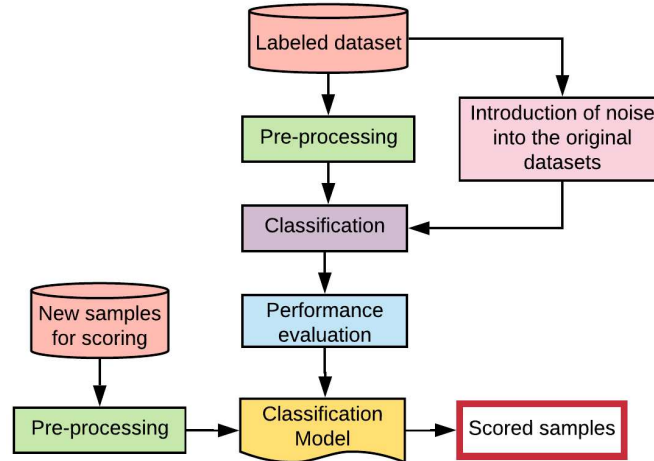 Labeled dataset
Introduction of noise
into the original
datasets
Pre-processing
Classification
New samples
for scoring
Performance
evaluation
Pre-processing
Classification
Model
Scored samples